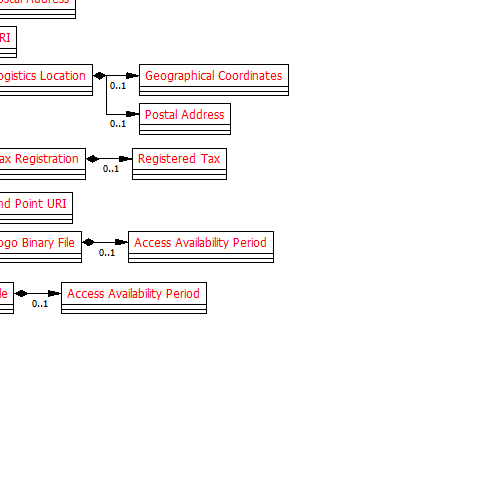 Address
RI
ogistics Location
Geographical Coordinates
0..1
Postal Address
0..1
ax Registration
Registered Tax
0..1
nd Point URI
ogo Binary File
Access Availability Period
0..1
le
Access Availability Period
0..1